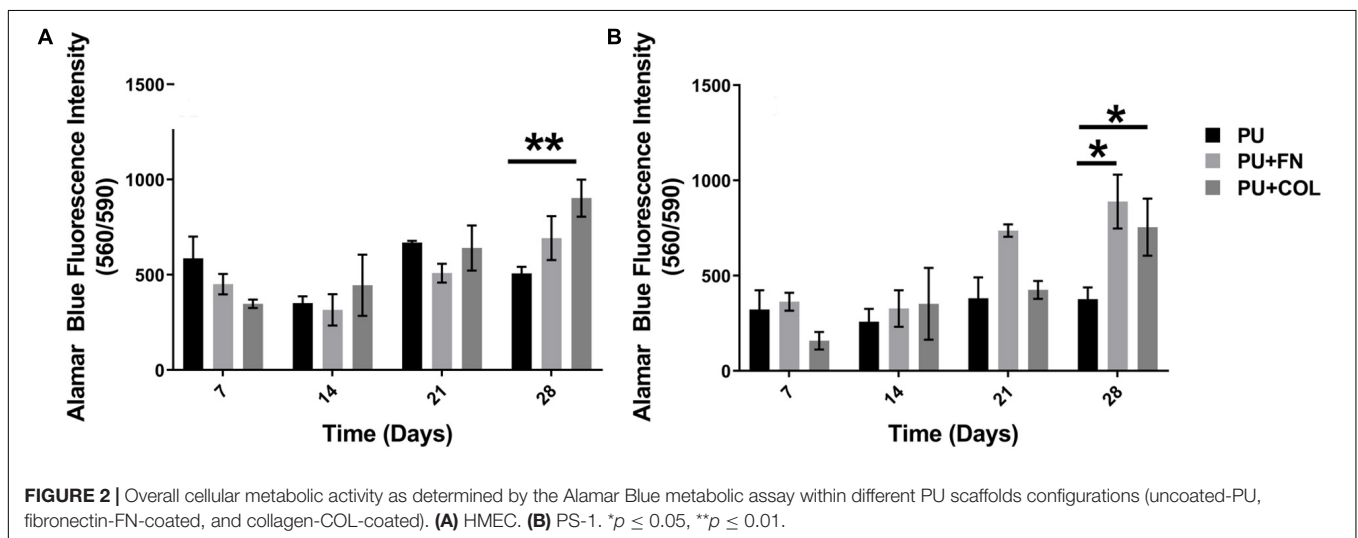 A
Alamar Blue Fluorescence Intensity
(560/590)
1500
1000
500
0
**
7
14
21
28
Time (Days)
B
Alamar Blue Fluorescence Intensity
(560/590)
1500
1000
500
0
*
*
7
14
21
28
Time (Days)
PU
PU+FN
PU+COL
FIGURE 2 | Overall cellular metabolic activity as determined by the Alamar Blue metabolic assay within different PU scaffolds configurations (uncoated-PU,
fibronectin-FN-coated, and collagen-COL-coated). (A) HMEC. (B) PS-1. *p ≤ 0.05, **p ≤ 0.01.